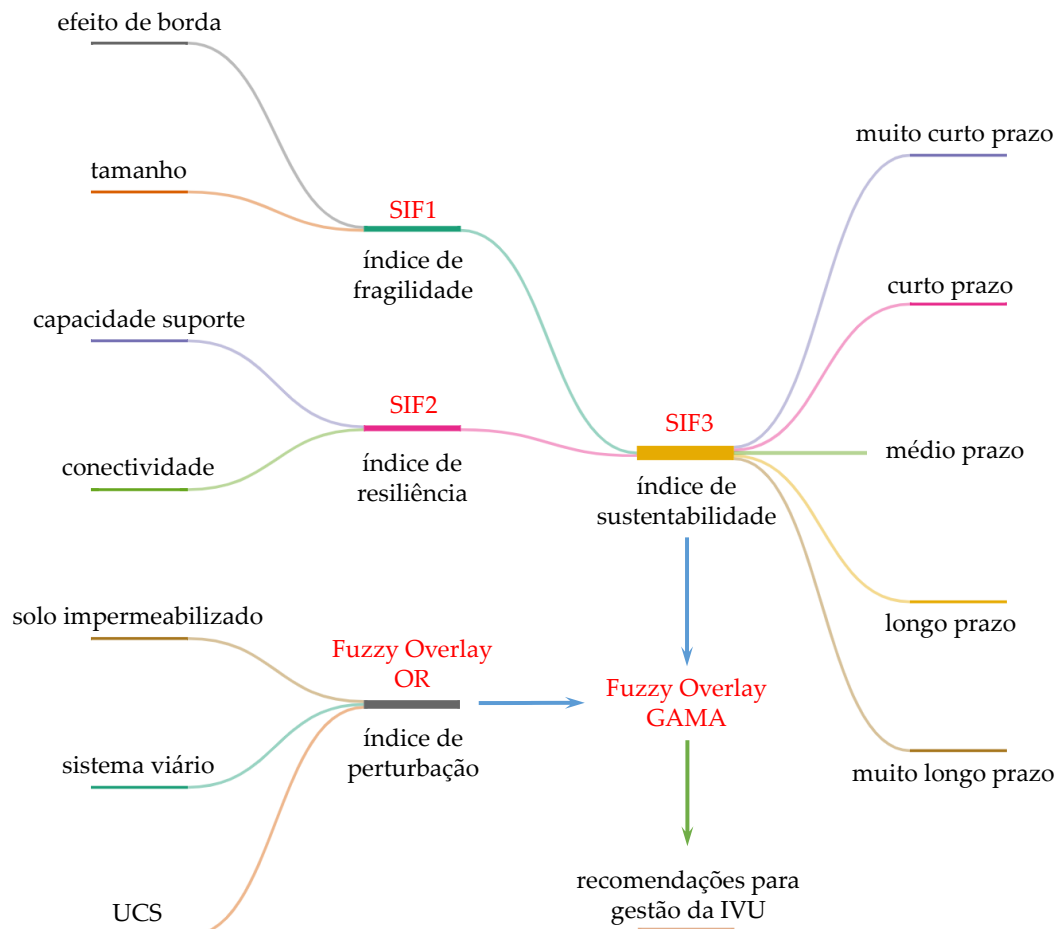 efeito de borda
tamanho
SIF1
índice de
fragilidade
capacidade suporte
SIF2
índice de
resiliência
conectividade
SIF3
índice de
sustentabilidade
muito curto prazo
curto prazo
médio prazo
longo prazo
muito longo prazo
solo impermeabilizado
Fuzzy Overlay
OR
índice de
perturbação
sistema viário
UCS
Fuzzy Overlay
GAMA
recomendações para
gestão da IVU